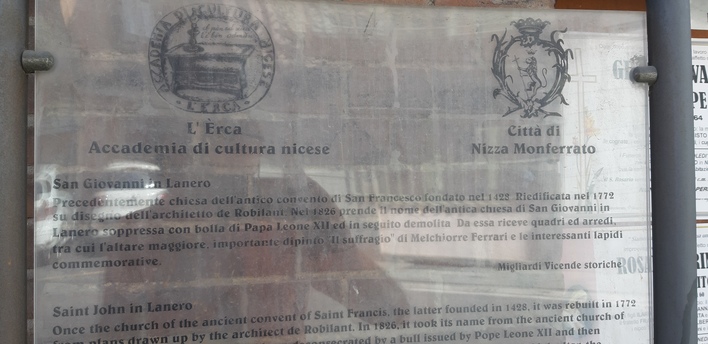 ACCADEMIA DI CULTURA NICESE
L'ERCA
L' Èrca
Accademia di cultura nicese
Città di
Nizza Monferrato
San Giovanni in Lanero
Precedentemente chiesa dell'antico convento di San Francesco fondato nel 1428. Riedificata nel 1772
su disegno dell'architetto de Robilant. Nel 1826 prende il nome dell'antica chiesa di San Giovanni in
Lanero soppressa con bolla di Papa Leone XII ed in seguito demolita. Da essa riceve quadri ed arredi,
tra cui l'altare maggiore, importante dipinto "Il suffragio" di Melchiorre Ferrari e le interessanti lapidi
commemorative.
Migliardi Vicende storiche
Saint John in Lanero
Once the church of the ancient convent of Saint Francis, the latter founded in 1428, it was rebuilt in 1772
from plans drawn up by the architect de Robilant. In 1826, it took its name from the ancient church of
deconsecrated by a bull issued by Pope Leone XII and then